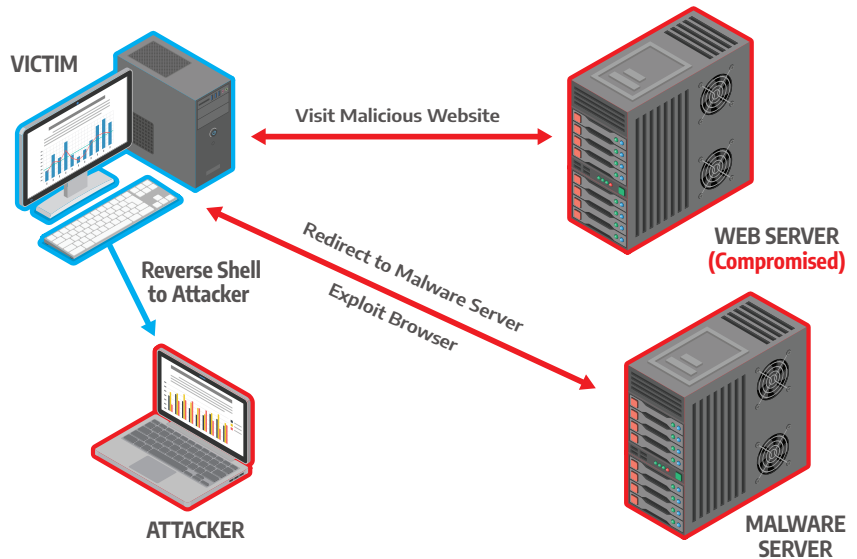 VICTIM
Visit Malicious Website
WEB SERVER
(Compromised)
Redirect to Malware Server
Exploit Browser
Reverse Shell
to Attacker
ATTACKER
MALWARE
SERVER